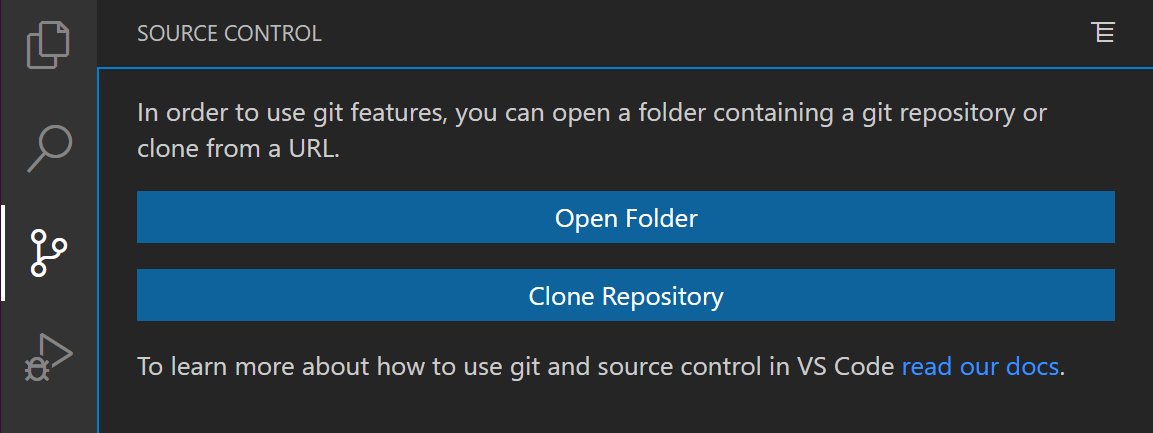 SOURCE CONTROL
In order to use git features, you can open a folder containing a git repository or
clone from a URL.
Open Folder
Clone Repository
To learn more about how to use git and source control in VS Code read our docs.